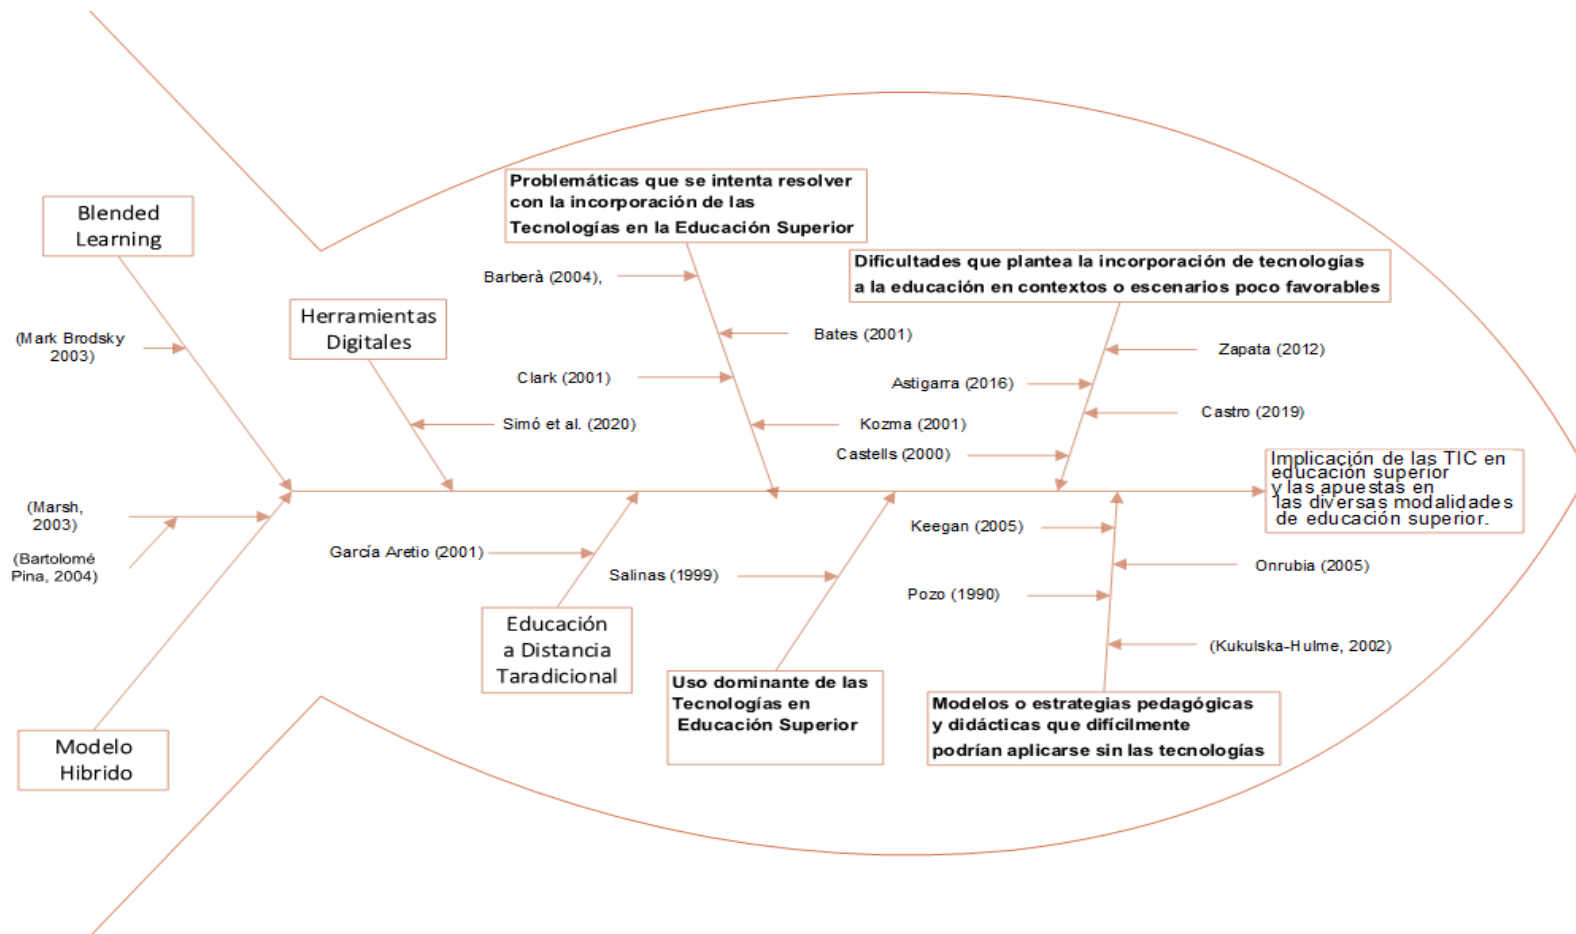 Blended
Learning
(Mark Brodsky
2003)
Herramientas
Digitales
Simó et al. (2020)
Problemáticas que se intenta resolver
con la incorporación de las
Tecnologías en la Educación Superior
Barberà (2004),
Bates (2001)
Clark (2001)
Kozma (2001)
Dificultades que plantea la incorporación de tecnologías
a la educación en contextos o escenarios poco favorables
Zapata (2012)
Astigarra (2016)
Castro (2019)
Castells (2000)
Implicación de las TIC en
educación superior
y las apuestas en
las diversas modalidades
de educación superior.
(Marsh,
2003)
(Bartolomé
Pina, 2004)
Modelo
Hibrido
García Aretio (2001)
Educación
a Distancia
Taradicional
Salinas (1999)
Uso dominante de las
Tecnologías en
Educación Superior
Keegan (2005)
Onrubia (2005)
Pozo (1990)
(Kukulska-Hulme, 2002)
Modelos o estrategias pedagógicas
y didácticas que difícilmente
podrían aplicarse sin las tecnologías